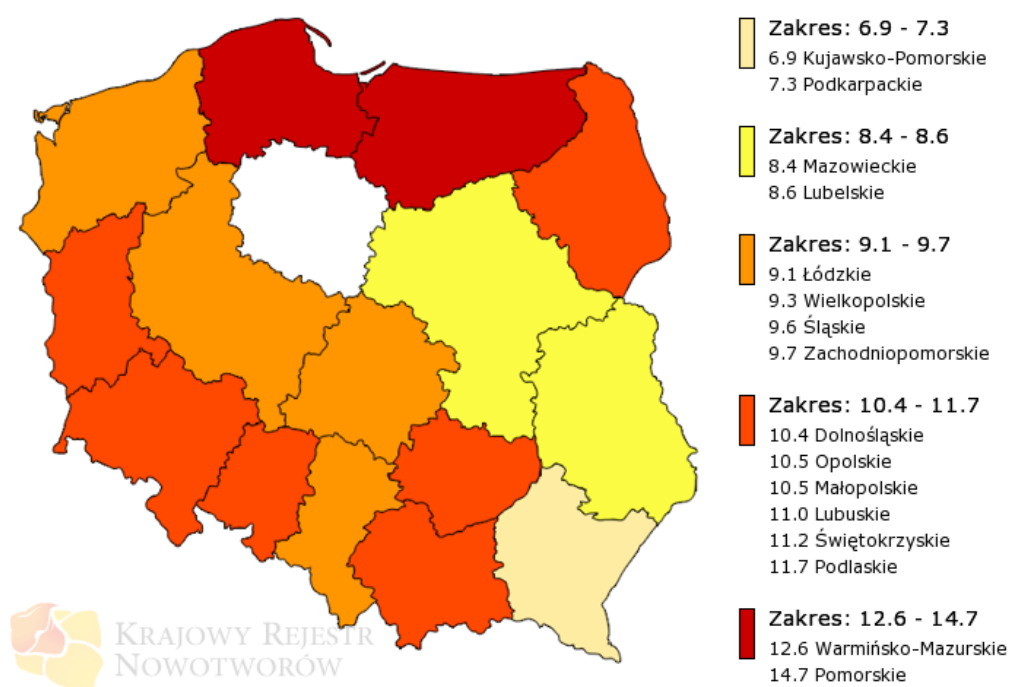 Zakres: 6.9 - 7.3
6.9 Kujawsko-Pomorskie
7.3 Podkarpackie
Zakres: 8.4 - 8.6
8.4 Mazowieckie
8.6 Lubelskie
Zakres: 9.1 - 9.7
9.1 Łódzkie
9.3 Wielkopolskie
9.6 Śląskie
9.7 Zachodniopomorskie
Zakres: 10.4 - 11.7
10.4 Dolnośląskie
10.5 Opolskie
10.5 Małopolskie
11.0 Lubuskie
11.2 Świętokrzyskie
11.7 Podlaskie
Zakres: 12.6 - 14.7
12.6 Warmińsko-Mazurskie
14.7 Pomorskie
KRAJOWY REJESTR
NOWOTWORÓW